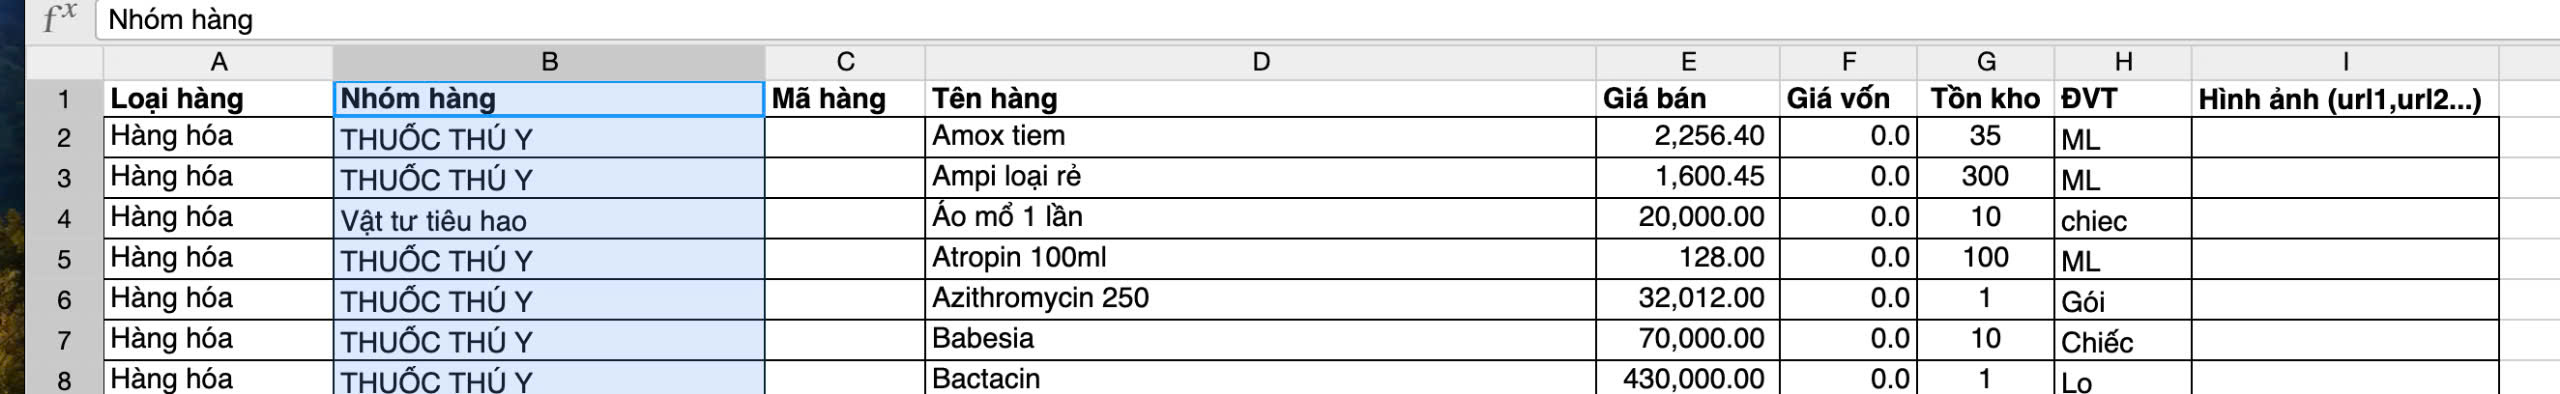 fx Nhóm hàng
A B C D E F G H I
1 Loại hàng Nhóm hàng Mã hàng Tên hàng Giá bán Giá vốn Tồn kho ĐVT Hình ảnh (url1,url2...)
2 Hàng hóa THUỐC THÚ Y Amox tiem 2,256.40 0.0 35 ML
3 Hàng hóa THUỐC THÚ Y Ampi loại rẻ 1,600.45 0.0 300 ML
4 Hàng hóa Vật tư tiêu hao Áo mổ 1 lần 20,000.00 0.0 10 chiec
5 Hàng hóa THUỐC THÚ Y Atropin 100ml 128.00 0.0 100 ML
6 Hàng hóa THUỐC THÚ Y Azithromycin 250 32,012.00 0.0 1 Gói
7 Hàng hóa THUỐC THÚ Y Babesia 70,000.00 0.0 10 Chiếc
8 Hàng hóa THUỐC THÚ Y Bactacin 430,000.00 0.0 1 Lo